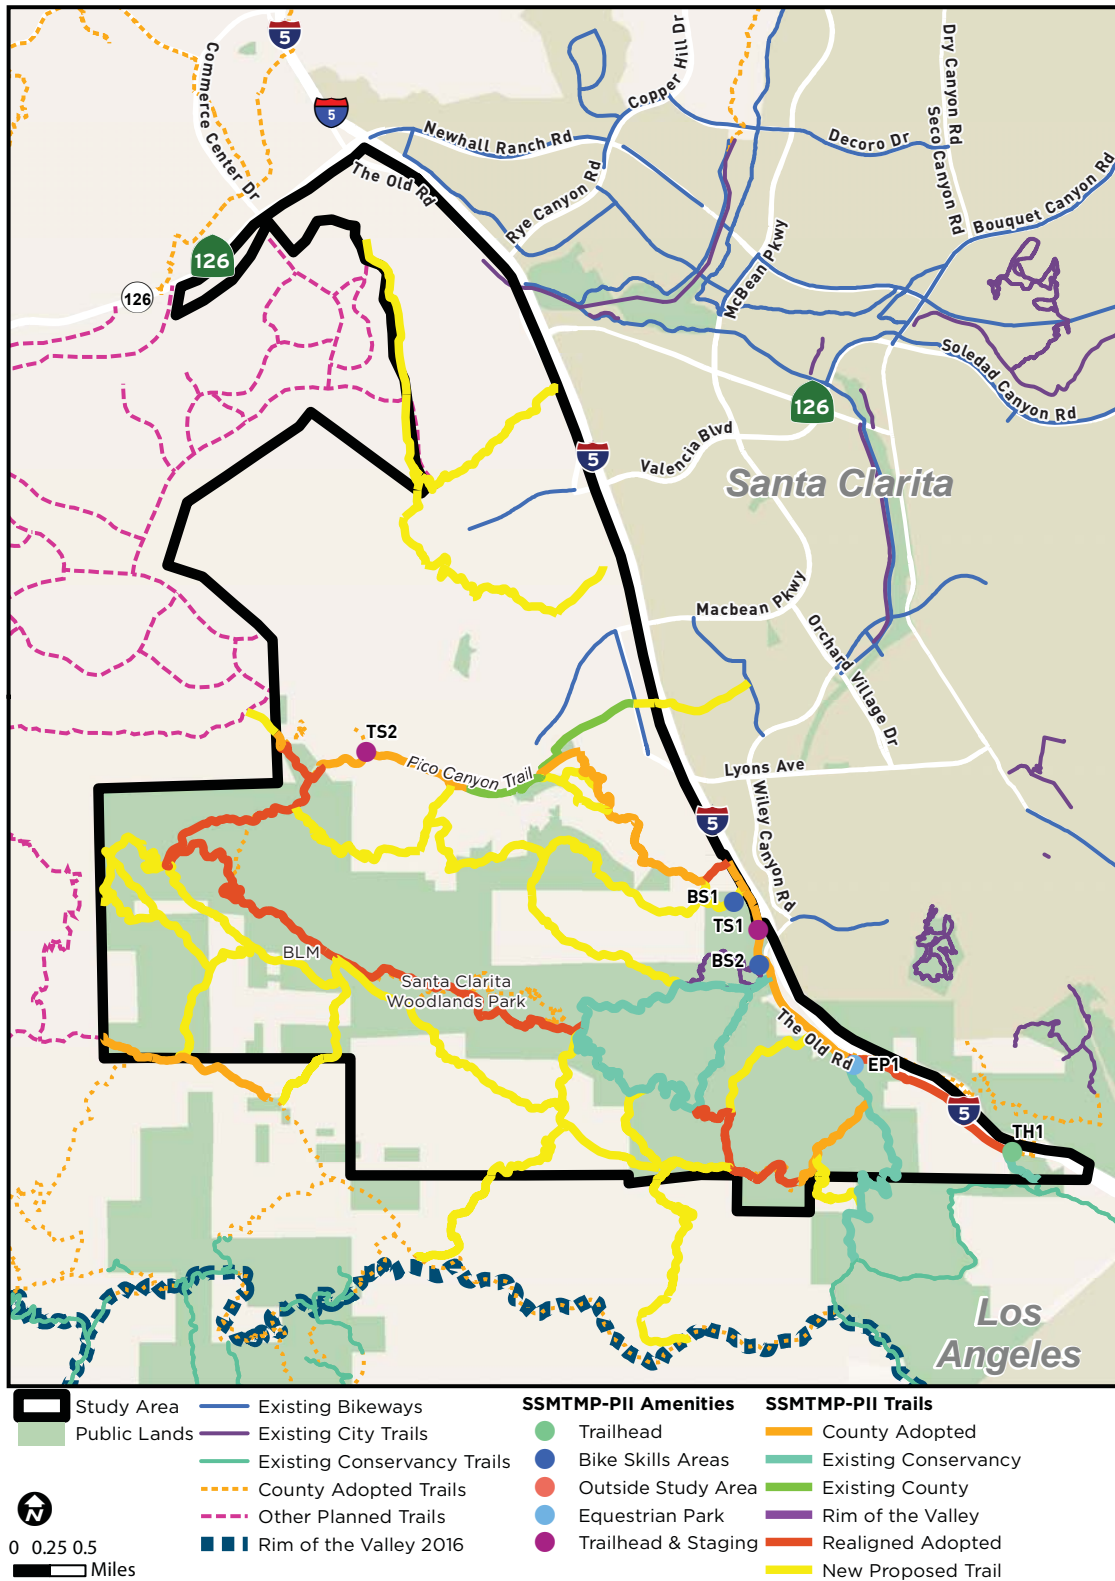 5
Commerce Center Dr
5
Copper Hill Dr
Dry Canyon Rd
Seco Canyon Rd
Newhall Ranch Rd
Decoro Dr
The Old Rd
Rye Canyon Rd
Bouquet Canyon Rd
McBean Pkwy
126
126
Soledad Canyon Rd
126
5
Valencia Blvd
Santa Clarita
Macbean Pkwy
Orchard Village Dr
TS2
Pico Canyon Trail
Lyons Ave
Wiley Canyon Rd
5
BS1
TS1
BS2
BLM
Santa Clarita
Woodlands Park
The Old Rd
EP1
5
TH1
Los
Angeles
Study Area
Public Lands
0 0.25 0.5
Miles
Existing Bikeways
Existing City Trails
Existing Conservancy Trails
County Adopted Trails
Other Planned Trails
Rim of the Valley 2016
SSMTMP-PII Amenities
Trailhead
Bike Skills Areas
Outside Study Area
Equestrian Park
Trailhead & Staging
SSMTMP-PII Trails
County Adopted
Existing Conservancy
Existing County
Rim of the Valley
Realigned Adopted
New Proposed Trail
N